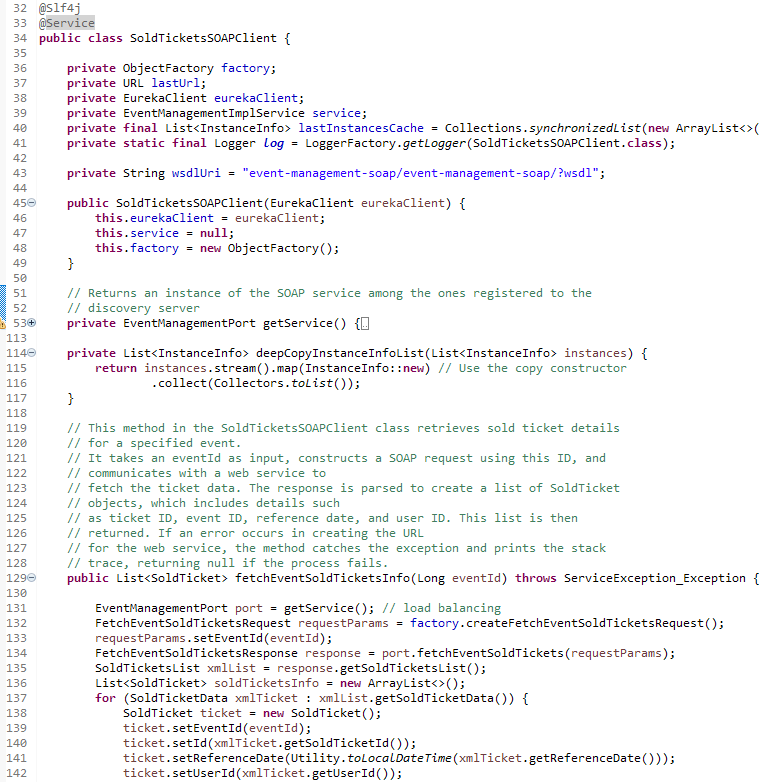 32 @Slf4j
33 @Service
34 public class SoldTicketsSOAPClient {
35
36 private ObjectFactory factory;
37 private URL lastUrl;
38 private EurekaClient eurekaClient;
39 private EventManagementImplService service;
40 private final List<InstanceInfo> lastInstancesCache = Collections.synchronizedList(new ArrayList<>(
41 private static final Logger log = LoggerFactory.getLogger(SoldTicketsSOAPClient.class);
42
43 private String wsdlUri = "event-management-soap/event-management-soap/?wsdl";
44
45 public SoldTicketsSOAPClient(EurekaClient eurekaClient) {
46 this.eurekaClient = eurekaClient;
47 this.service = null;
48 this.factory = new ObjectFactory();
49 }
50
51 // Returns an instance of the SOAP service among the ones registered to the
52 // discovery server
53 private EventManagementPort getService() {
113
114 private List<InstanceInfo> deepCopyInstanceInfoList(List<InstanceInfo> instances) {
115 return instances.stream().map(InstanceInfo::new) // Use the copy constructor
116 .collect(Collectors.toList());
117 }
118
119 // This method in the SoldTicketsSOAPClient class retrieves sold ticket details
120 // for a specified event.
121 // It takes an eventId as input, constructs a SOAP request using this ID, and
122 // communicates with a web service to
123 // fetch the ticket data. The response is parsed to create a list of SoldTicket
124 // objects, which includes details such
125 // as ticket ID, event ID, reference date, and user ID. This list is then
126 // returned. If an error occurs in creating the URL
127 // for the web service, the method catches the exception and prints the stack
128 // trace, returning null if the process fails.
129 public List<SoldTicket> fetchEventSoldTicketsInfo(Long eventId) throws ServiceException_Exception {
130
131 EventManagementPort port = getService(); // load balancing
132 FetchEventSoldTicketsRequest requestParams = factory.createFetchEventSoldTicketsRequest();
133 requestParams.setEventId(eventId);
134 FetchEventSoldTicketsResponse response = port.fetchEventSoldTickets(requestParams);
135 SoldTicketsList xmlList = response.getSoldTicketsList();
136 List<SoldTicket> soldTicketsInfo = new ArrayList<>();
137 for (SoldTicketData xmlTicket : xmlList.getSoldTicketData()) {
138 SoldTicket ticket = new SoldTicket();
139 ticket.setEventId(eventId);
140 ticket.setId(xmlTicket.getSoldTicketId());
141 ticket.setReferenceDate(Utility.toLocalDateTime(xmlTicket.getReferenceDate()));
142 ticket.setUserId(xmlTicket.getUserId());